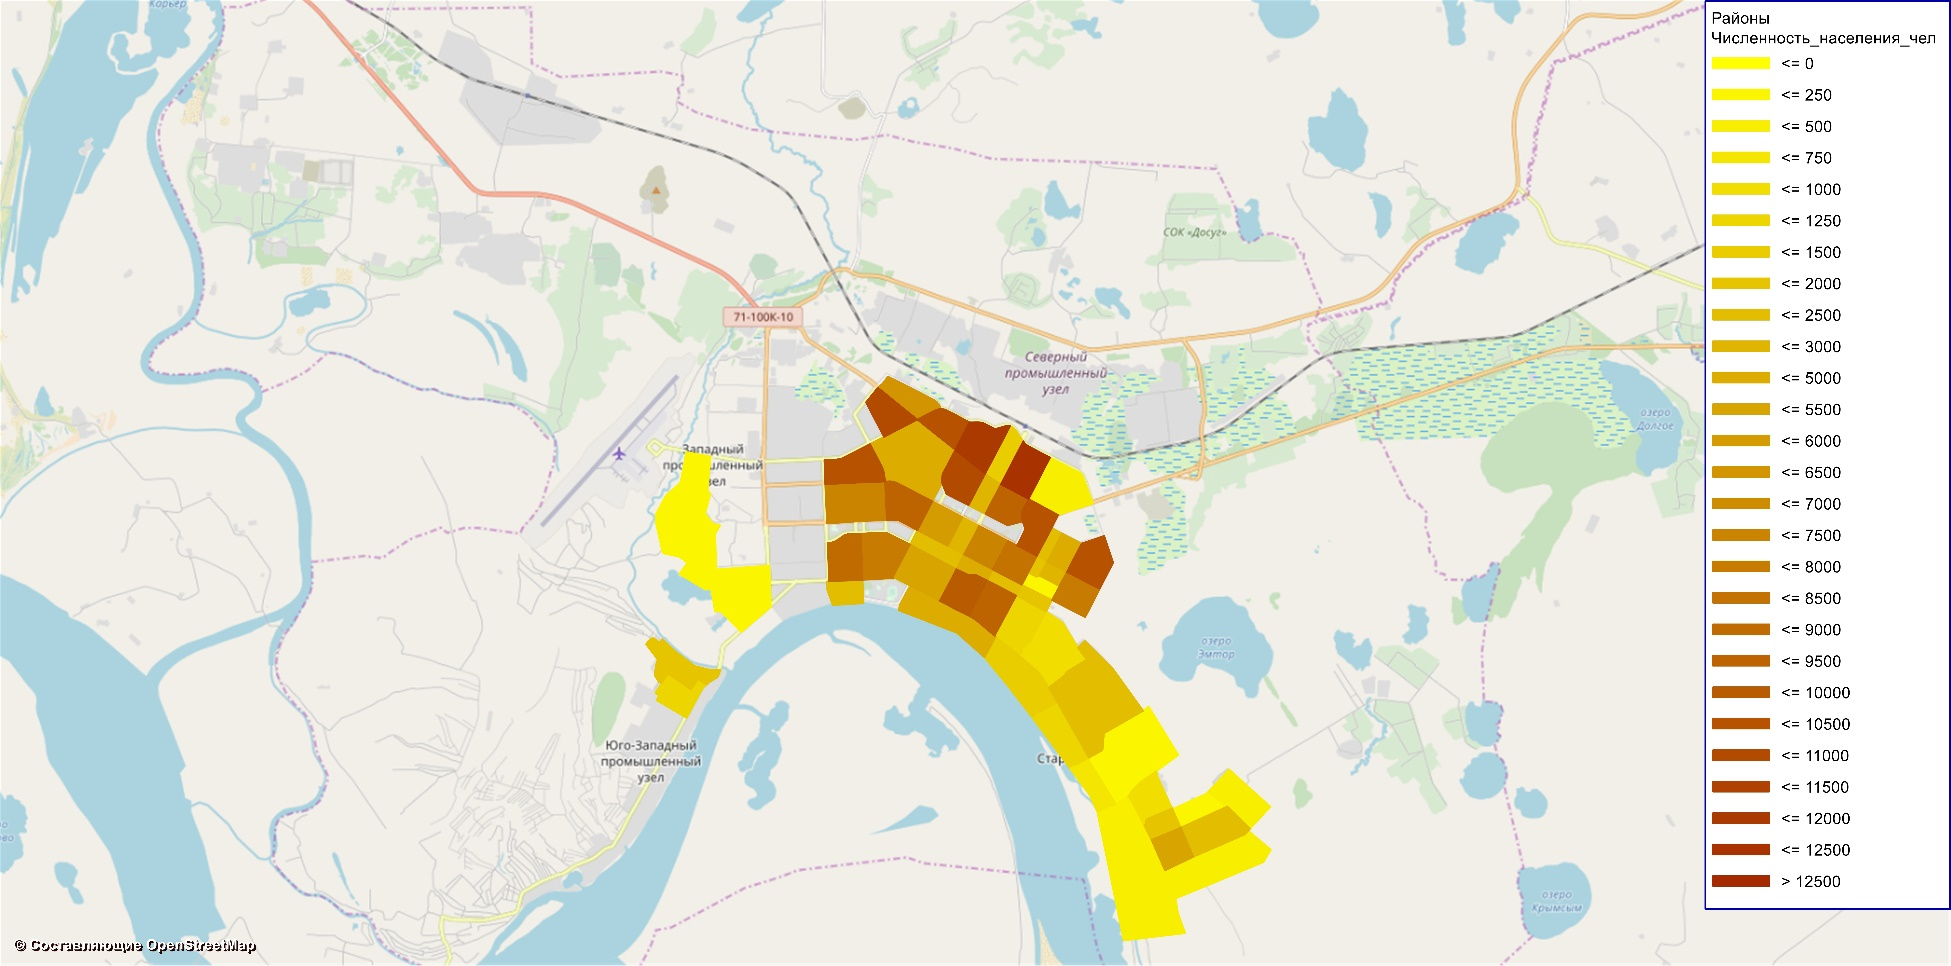 Карьер
СОК «Досуг»
71-100К-10
Северный
промышленный
узел
озеро
Долгое
Западный
промышленный
зел
озеро
Эмтор
Юго-Западный
промышленный
узел
Стар
озеро
Крымсым
© Составляющие OpenStreetMap
Районы
Численность_населения_чел
<= 0
<= 250
<= 500
<= 750
<= 1000
<= 1250
<= 1500
<= 2000
<= 2500
<= 3000
<= 5000
<= 5500
<= 6000
<= 6500
<= 7000
<= 7500
<= 8000
<= 8500
<= 9000
<= 9500
<= 10000
<= 10500
<= 11000
<= 11500
<= 12000
<= 12500
> 12500